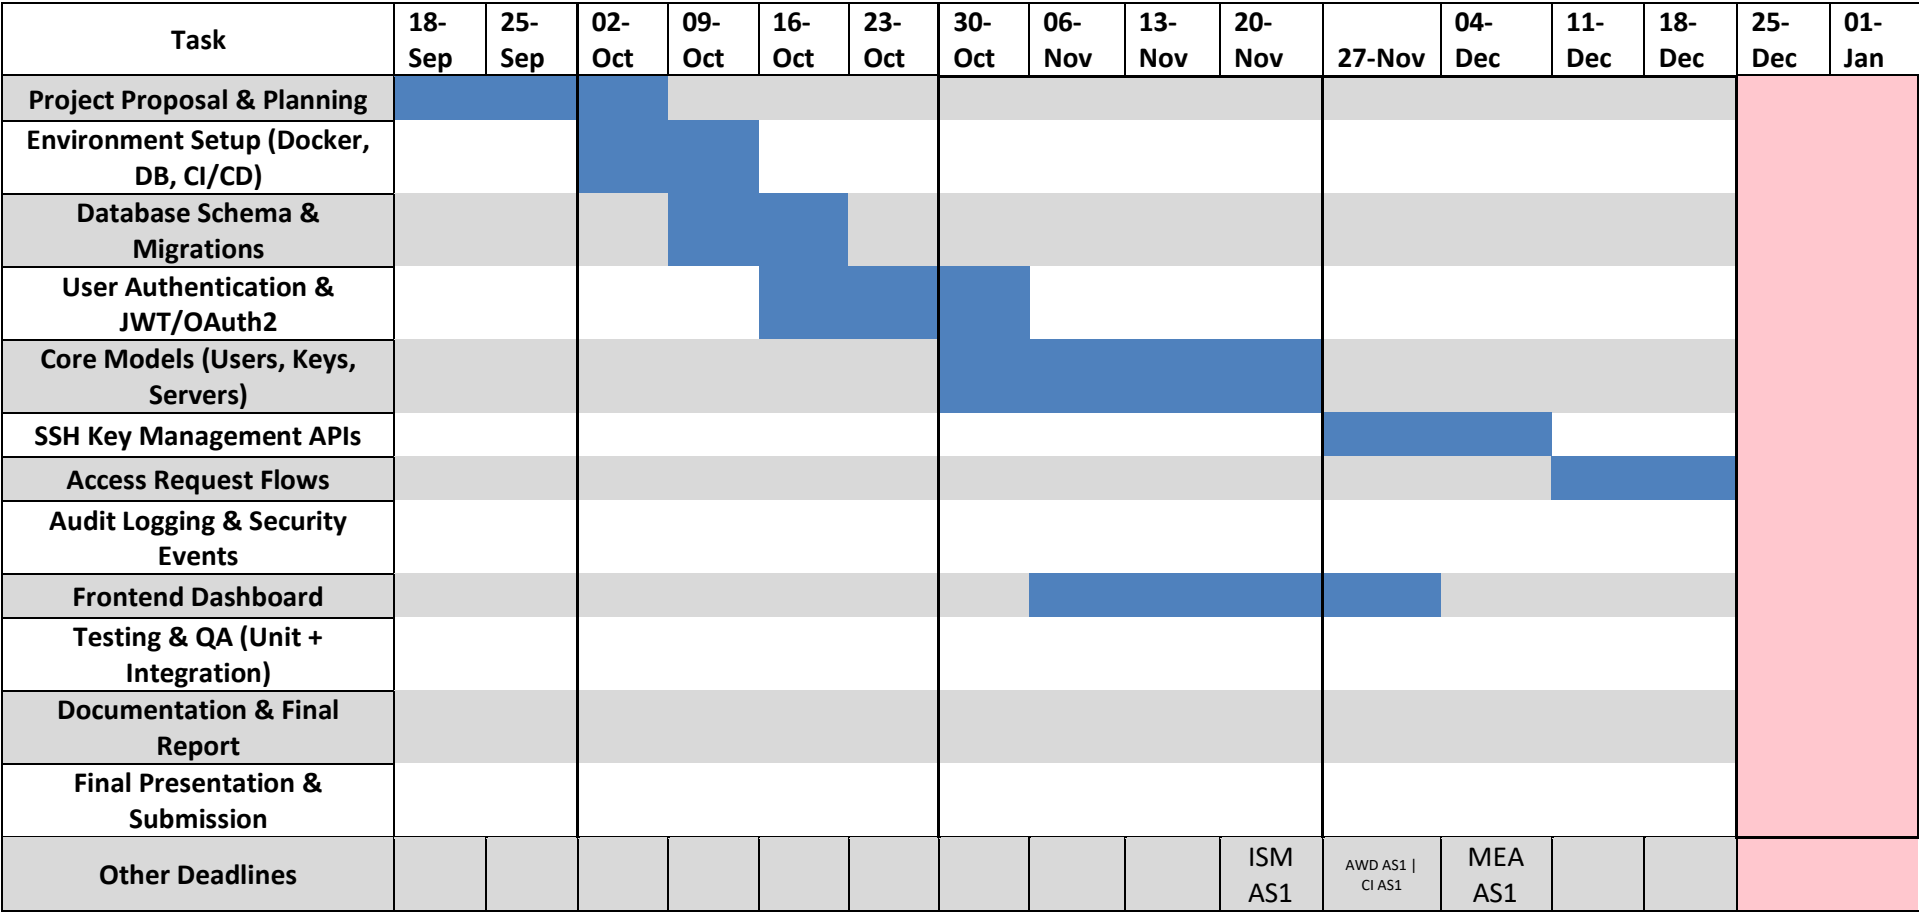 Task 18-Sep 25-Sep 02-Oct 09-Oct 16-Oct 23-Oct 30-Oct 06-Nov 13-Nov 20-Nov 27-Nov 04-Dec 11-Dec 18-Dec 25-Dec 01-Jan
Project Proposal & Planning
Environment Setup (Docker,
DB, CI/CD)
Database Schema &
Migrations
User Authentication &
JWT/OAuth2
Core Models (Users, Keys,
Servers)
SSH Key Management APIs
Access Request Flows
Audit Logging & Security
Events
Frontend Dashboard
Testing & QA (Unit +
Integration)
Documentation & Final
Report
Final Presentation &
Submission
Other Deadlines
ISM
AS1
AWD AS1 |
CI AS1
MEA
AS1